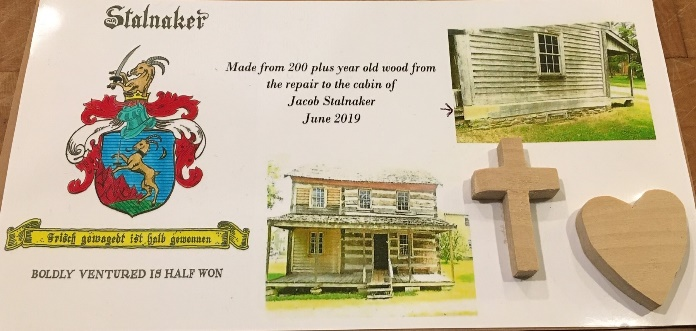 Stalnaker
Made from 200 plus year old wood from
the repair to the cabin of
Jacob Stalnaker
June 2019
Frisch gewagedt ist halb gewonnen
BOLDLY VENTURED IS HALF WON